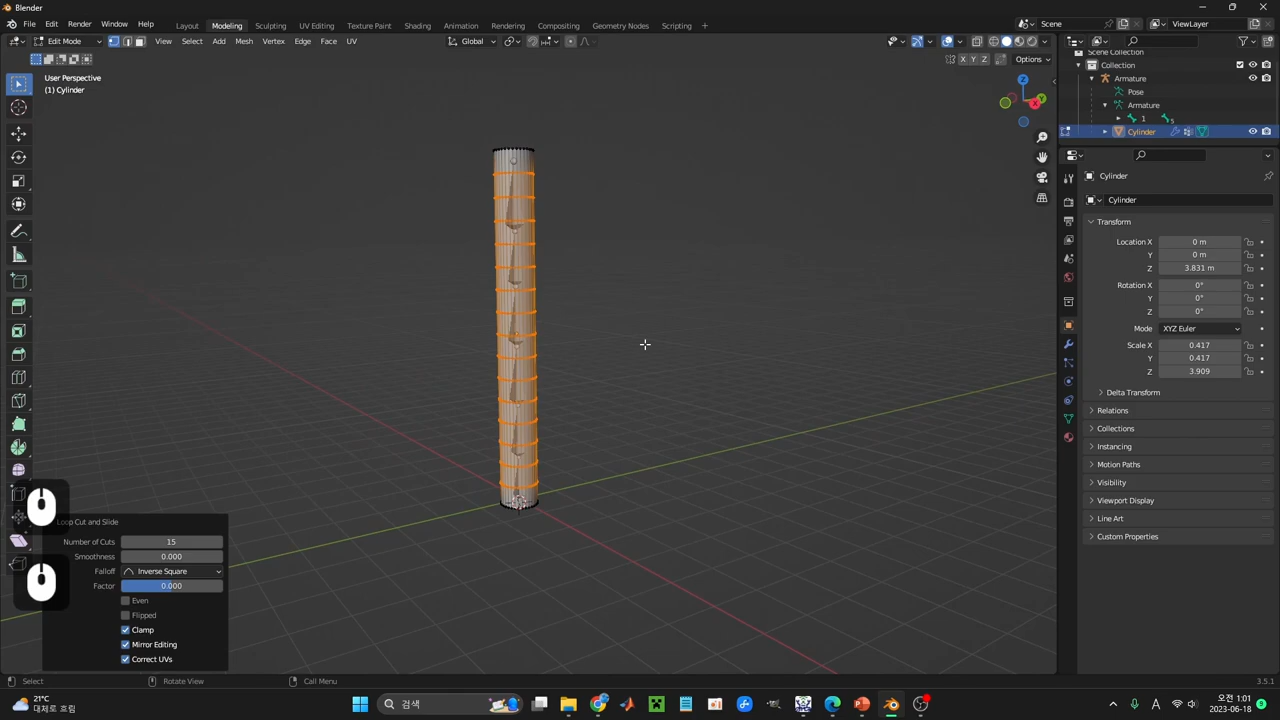 Blender
File Edit Render Window Help Layout Modeling Sculpting UV Editing Texture Paint Shading Animation Rendering Compositing Geometry Nodes Scripting + Scene ViewLayer
Edit Mode View Select Add Mesh Vertex Edge Face UV Global
X Y Z Options
User Perspective
(1) Cylinder
Scene Collection
Collection
Armature
Pose
Armature
1 5
Cylinder
Cylinder
Cylinder
Transform
Location X 0 m
Y 0 m
Z 3.831 m
Rotation X 0°
Y 0°
Z 0°
Mode XYZ Euler
Scale X 0.417
Y 0.417
Z 3.909
Delta Transform
Relations
Collections
Instancing
Motion Paths
Visibility
Viewport Display
Line Art
Custom Properties
Z
Y
X
Loop Cut and Slide
Number of Cuts 15
Smoothness 0.000
Falloff Inverse Square
Factor 0.000
Even
Flipped
Clamp
Mirror Editing
Correct UVs
Select Rotate View Call Menu 3.5.1
21°C
대체로 흐림
검색
A
오전 1:01
2023-06-18